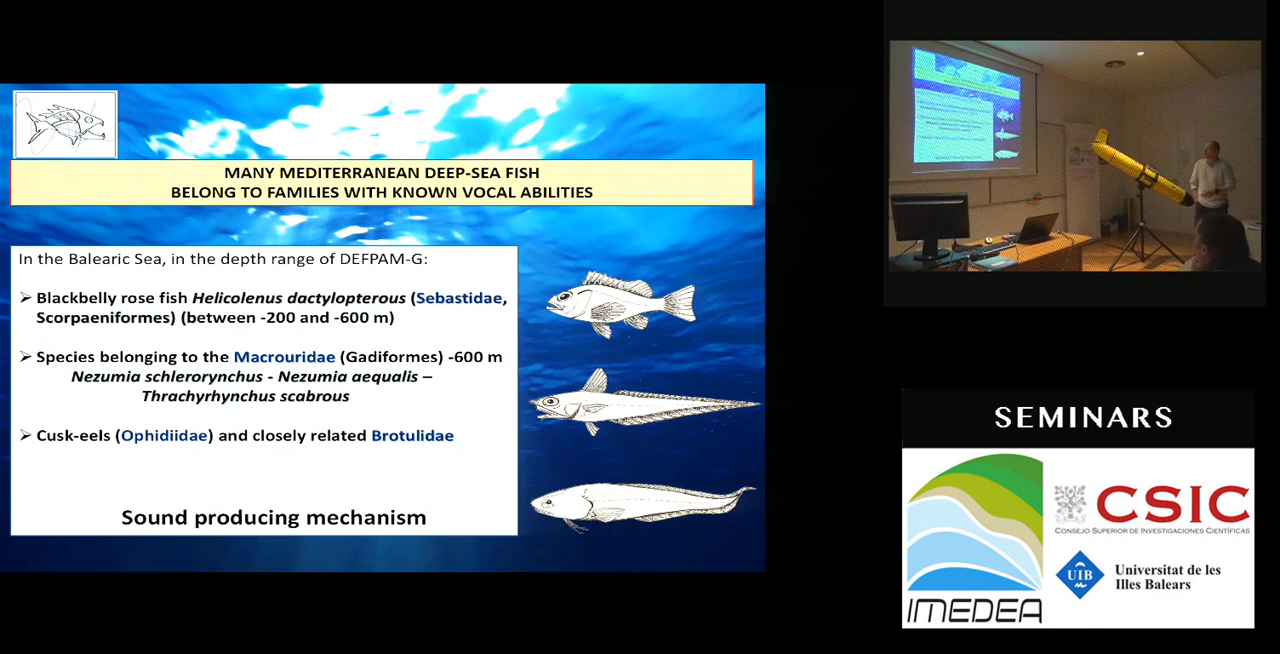 MANY MEDITERRANEAN DEEP-SEA FISH
BELONG TO FAMILIES WITH KNOWN VOCAL ABILITIES
In the Balearic Sea, in the depth range of DEFPAM-G:
➢ Blackbelly rose fish Helicolenus dactylopterous (Sebastidae,
Scorpaeniformes) (between -200 and -600 m)
➢ Species belonging to the Macrouridae (Gadiformes) -600 m
Nezumia schlerorynchus - Nezumia aequalis –
Thrachyrhynchus scabrous
➢ Cusk-eels (Ophidiidae) and closely related Brotulidae
Sound producing mechanism
SEMINARS
IMEDEA
CSIC
CONSEJO SUPERIOR DE INVESTIGACIONES CIENTÍFICAS
UIB
Universitat de les
Illes Balears